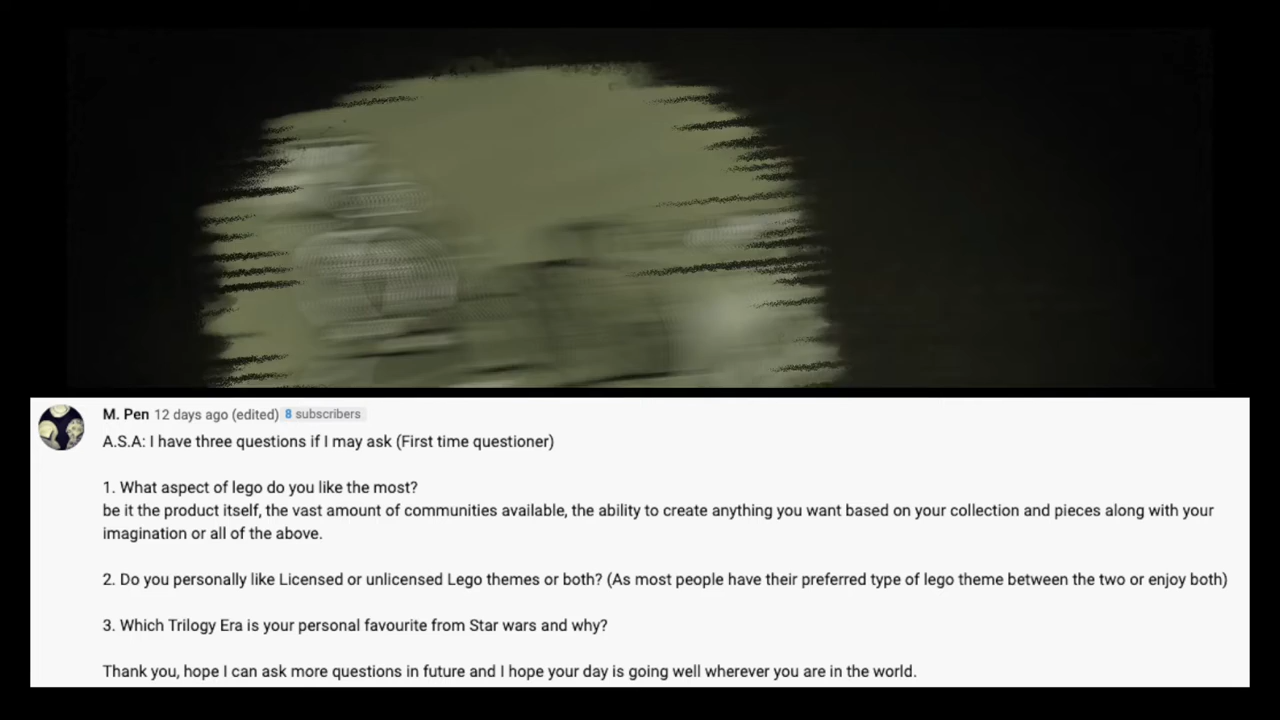 M. Pen 12 days ago (edited) 8 subscribers
A.S.A: I have three questions if I may ask (First time questioner)
1. What aspect of lego do you like the most?
be it the product itself, the vast amount of communities available, the ability to create anything you want based on your collection and pieces along with your
imagination or all of the above.
2. Do you personally like Licensed or unlicensed Lego themes or both? (As most people have their preferred type of lego theme between the two or enjoy both)
3. Which Trilogy Era is your personal favourite from Star wars and why?
Thank you, hope I can ask more questions in future and I hope your day is going well wherever you are in the world.